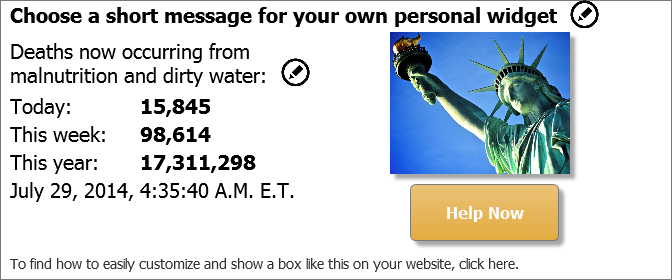 Choose a short message for your own personal widget
Deaths now occurring from
malnutrition and dirty water:
Today: 15,845
This week: 98,614
This year: 17,311,298
July 29, 2014, 4:35:40 A.M. E.T.
Help Now
To find how to easily customize and show a box like this on your website, click here.